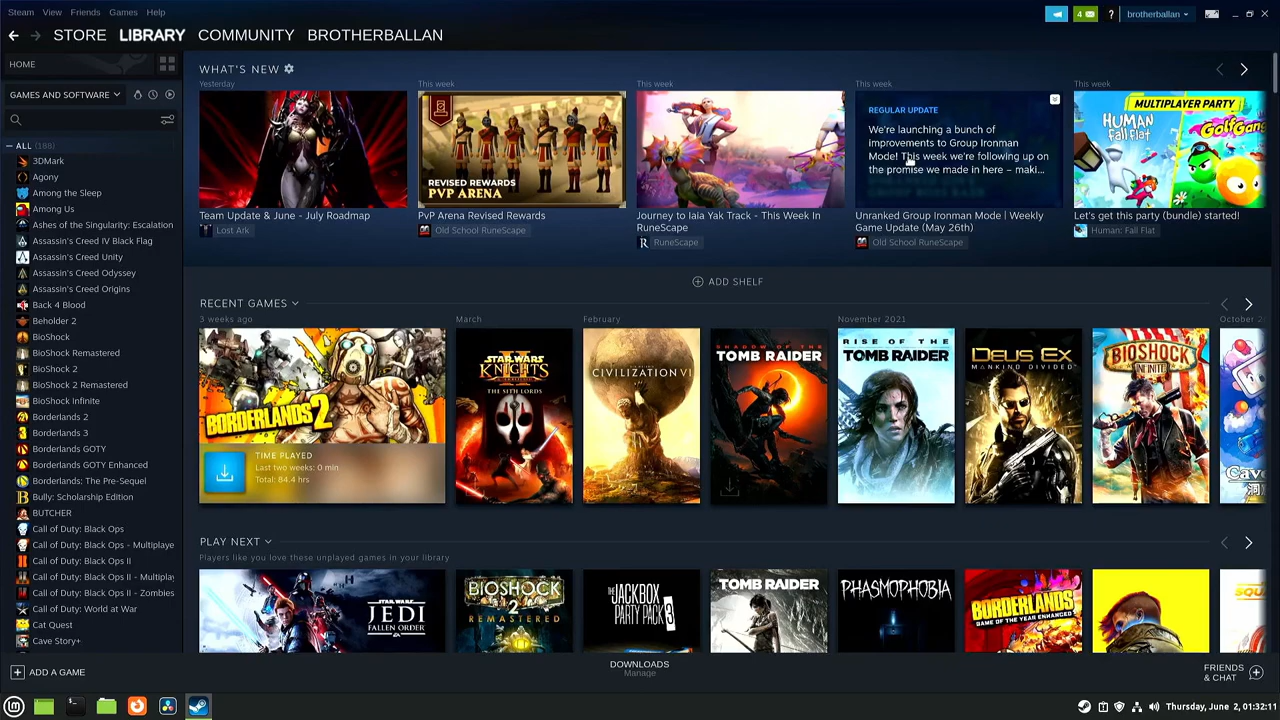 Steam View Friends Games Help
4 ? brotherballan
STORE LIBRARY COMMUNITY BROTHERBALLAN
HOME
GAMES AND SOFTWARE
ALL (188)
3DMark
Agony
Among the Sleep
Among Us
Ashes of the Singularity: Escalation
Assassin's Creed IV Black Flag
Assassin's Creed Unity
Assassin's Creed Odyssey
Assassin's Creed Origins
Back 4 Blood
Beholder 2
BioShock
BioShock Remastered
BioShock 2
BioShock 2 Remastered
BioShock Infinite
Borderlands 2
Borderlands 3
Borderlands GOTY
Borderlands GOTY Enhanced
Borderlands: The Pre-Sequel
Bully: Scholarship Edition
BUTCHER
Call of Duty: Black Ops
Call of Duty: Black Ops - Multiplaye
Call of Duty: Black Ops II
Call of Duty: Black Ops II - Multiplay
Call of Duty: Black Ops II - Zombies
Call of Duty: World at War
Cat Quest
Cave Story+
ADD A GAME
WHAT'S NEW
Yesterday
Team Update & June - July Roadmap
Lost Ark
This week
REVISED REWARDS
PVP ARENA
PvP Arena Revised Rewards
Old School RuneScape
This week
Journey to Iaia Yak Track - This Week In
RuneScape
RuneScape
This week
REGULAR UPDATE
We're launching a bunch of
improvements to Group Ironman
Mode! This week we're following up on
the promise we made in here – maki...
Unranked Group Ironman Mode | Weekly
Game Update (May 26th)
Old School RuneScape
This week
MULTIPLAYER PARTY
HUMAN
fall flat
GolfGang
Let's get this party (bundle) started!
Human: Fall Flat
ADD SHELF
RECENT GAMES
3 weeks ago
BORDERLANDS 2
TIME PLAYED
Last two weeks: 0 min
Total: 84.4 hrs
March
STAR WARS
KNIGHTS
II
THE SITH LORDS
February
CIVILIZATION VI
SHADOW OF THE
TOMB RAIDER
November 2021
RISE OF THE
TOMB RAIDER
DEUS EX
MANKIND DIVIDED
BIOSHOCK
INFINITE
October 2
Cav
PLAY NEXT
Players like you love these unplayed games in your library
STAR WARS
JEDI
FALLEN ORDER
BIOSHOCK
2
REMASTERED
THE
JACKBOX
PARTY PACK
3
TOMB RAIDER
PHASMOPHOBIA
BORDERLANDS
GAME OF THE YEAR ENHANCED
SQU
DOWNLOADS
Manage
FRIENDS
& CHAT
Thursday, June 2, 01:32:11